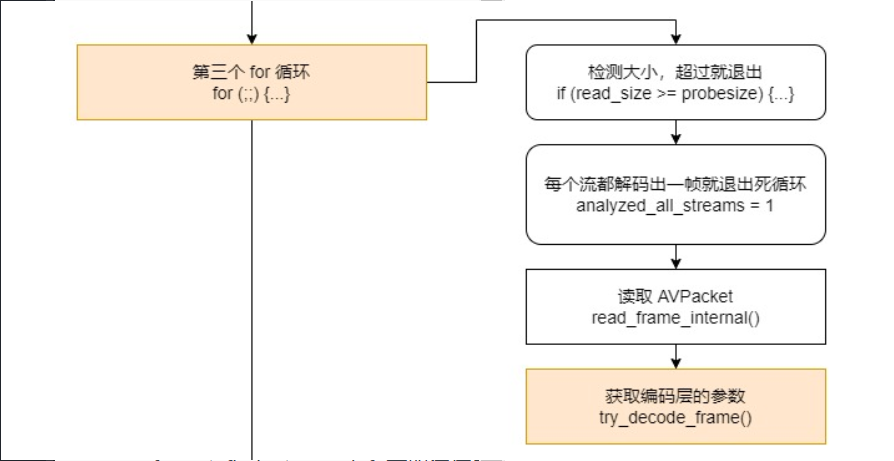 第三个 for 循环
for (;;) {...}
检测大小，超过就退出
if (read_size >= probesize) {...}
每个流都解码出一帧就退出死循环
analyzed_all_streams = 1
读取 AVPacket
read_frame_internal()
获取编码层的参数
try_decode_frame()